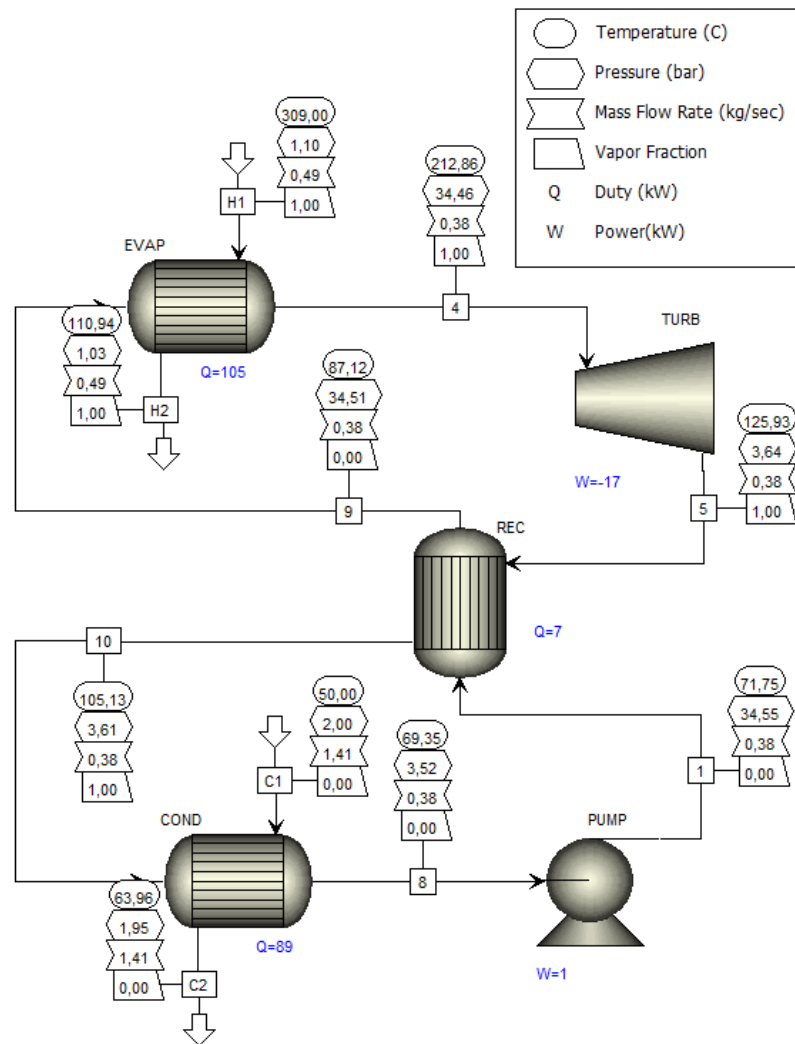 Temperature (C)
Pressure (bar)
Mass Flow Rate (kg/sec)
Vapor Fraction
Q Duty (kW)
W Power(kW)
309,00
1,10
0,49
1,00
H1
212,86
34,46
0,38
1,00
4
EVAP
Q=105
110,94
1,03
0,49
1,00
H2
TURB
W=-17
87,12
34,51
0,38
0,00
9
125,93
3,64
0,38
1,00
5
REC
Q=7
10
105,13
3,61
0,38
1,00
50,00
2,00
1,41
0,00
C1
69,35
3,52
0,38
0,00
8
71,75
34,55
0,38
0,00
1
COND
Q=89
63,96
1,95
1,41
0,00
C2
PUMP
W=1